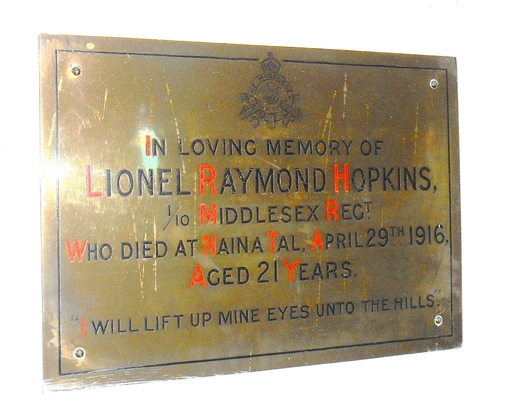 IN LOVING MEMORY OF
LIONEL RAYMOND HOPKINS,
1/10 MIDDLESEX REGT
WHO DIED AT NAINA TAL, APRIL 29TH 1916,
AGED 21 YEARS.
"I WILL LIFT UP MINE EYES UNTO THE HILLS".